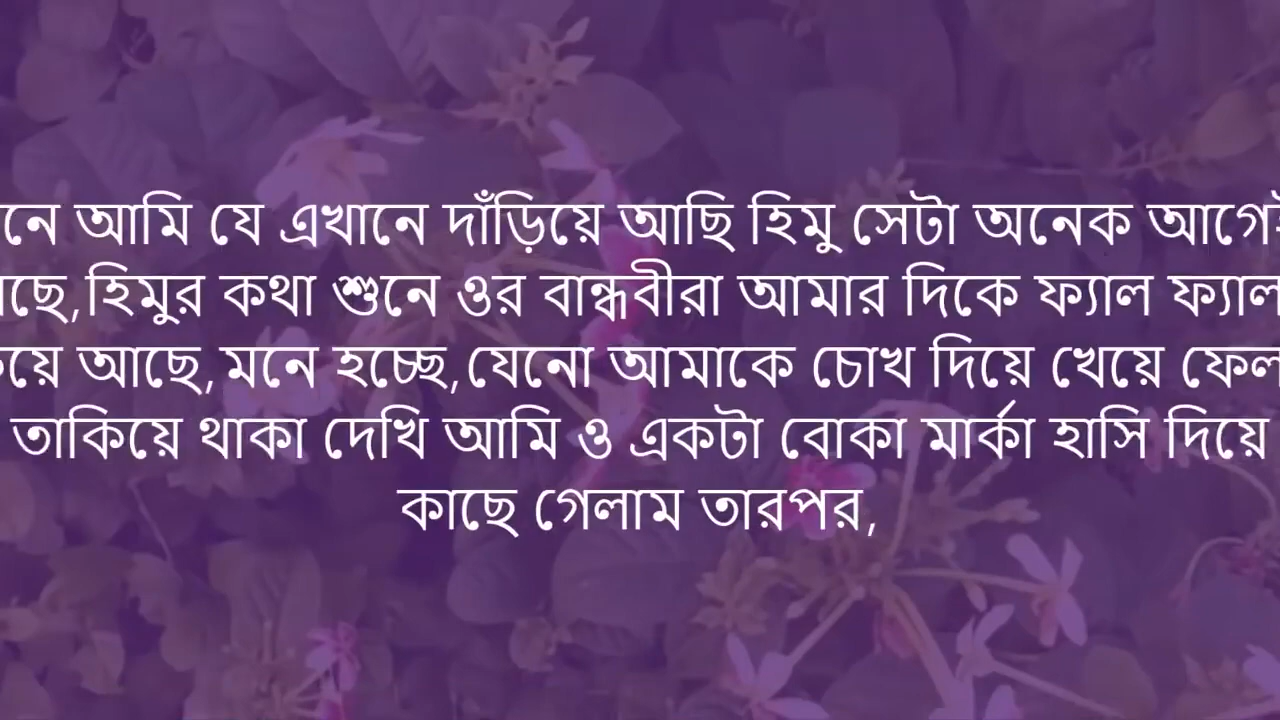 নে আমি যে এখানে দাঁড়িয়ে আছি হিমু সেটা অনেক আগেই
ছে,হিমুর কথা শুনে ওর বান্ধবীরা আমার দিকে ফ্যাল ফ্যাল
য়ে আছে,মনে হচ্ছে,যেনো আমাকে চোখ দিয়ে খেয়ে ফেল
তাকিয়ে থাকা দেখি আমি ও একটা বোকা মার্কা হাসি দিয়ে
কাছে গেলাম তারপর,